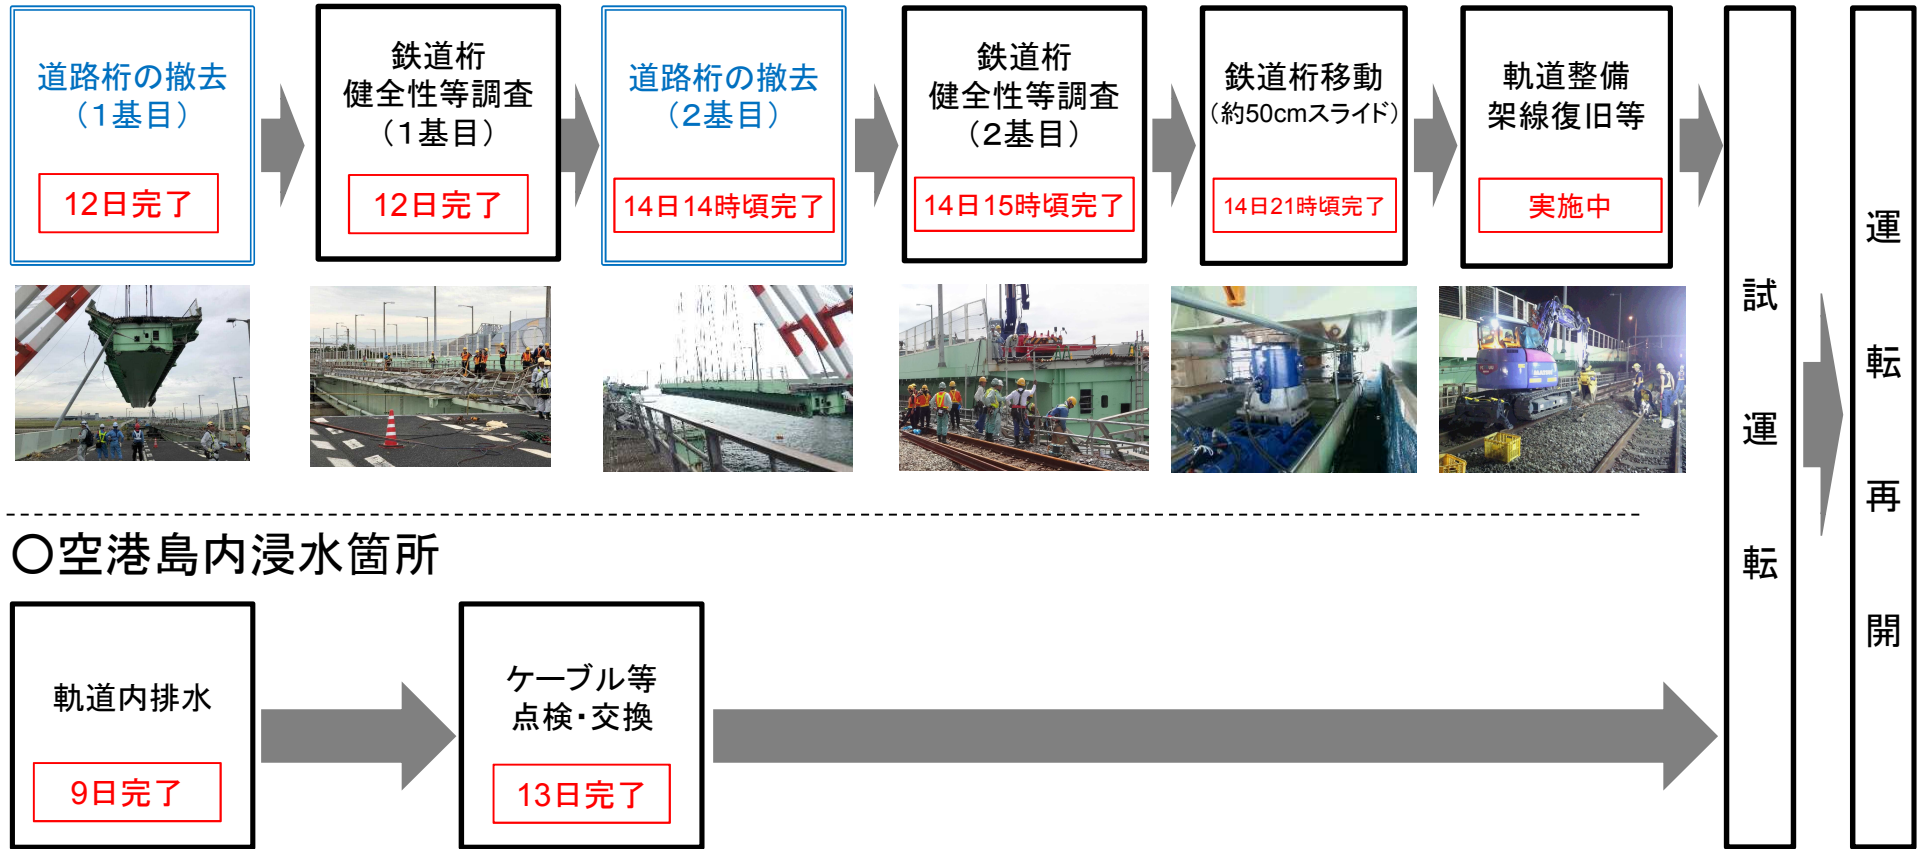 道路桁の撤去
（１基目）
12日完了
鉄道桁
健全性等調査
（１基目）
12日完了
道路桁の撤去
（２基目）
14日14時頃完了
鉄道桁
健全性等調査
（２基目）
14日15時頃完了
鉄道桁移動
（約50cmスライド）
14日21時頃完了
軌道整備
架線復旧等
実施中
試運転
運転再開
〇空港島内浸水箇所
軌道内排水
9日完了
ケーブル等
点検・交換
13日完了